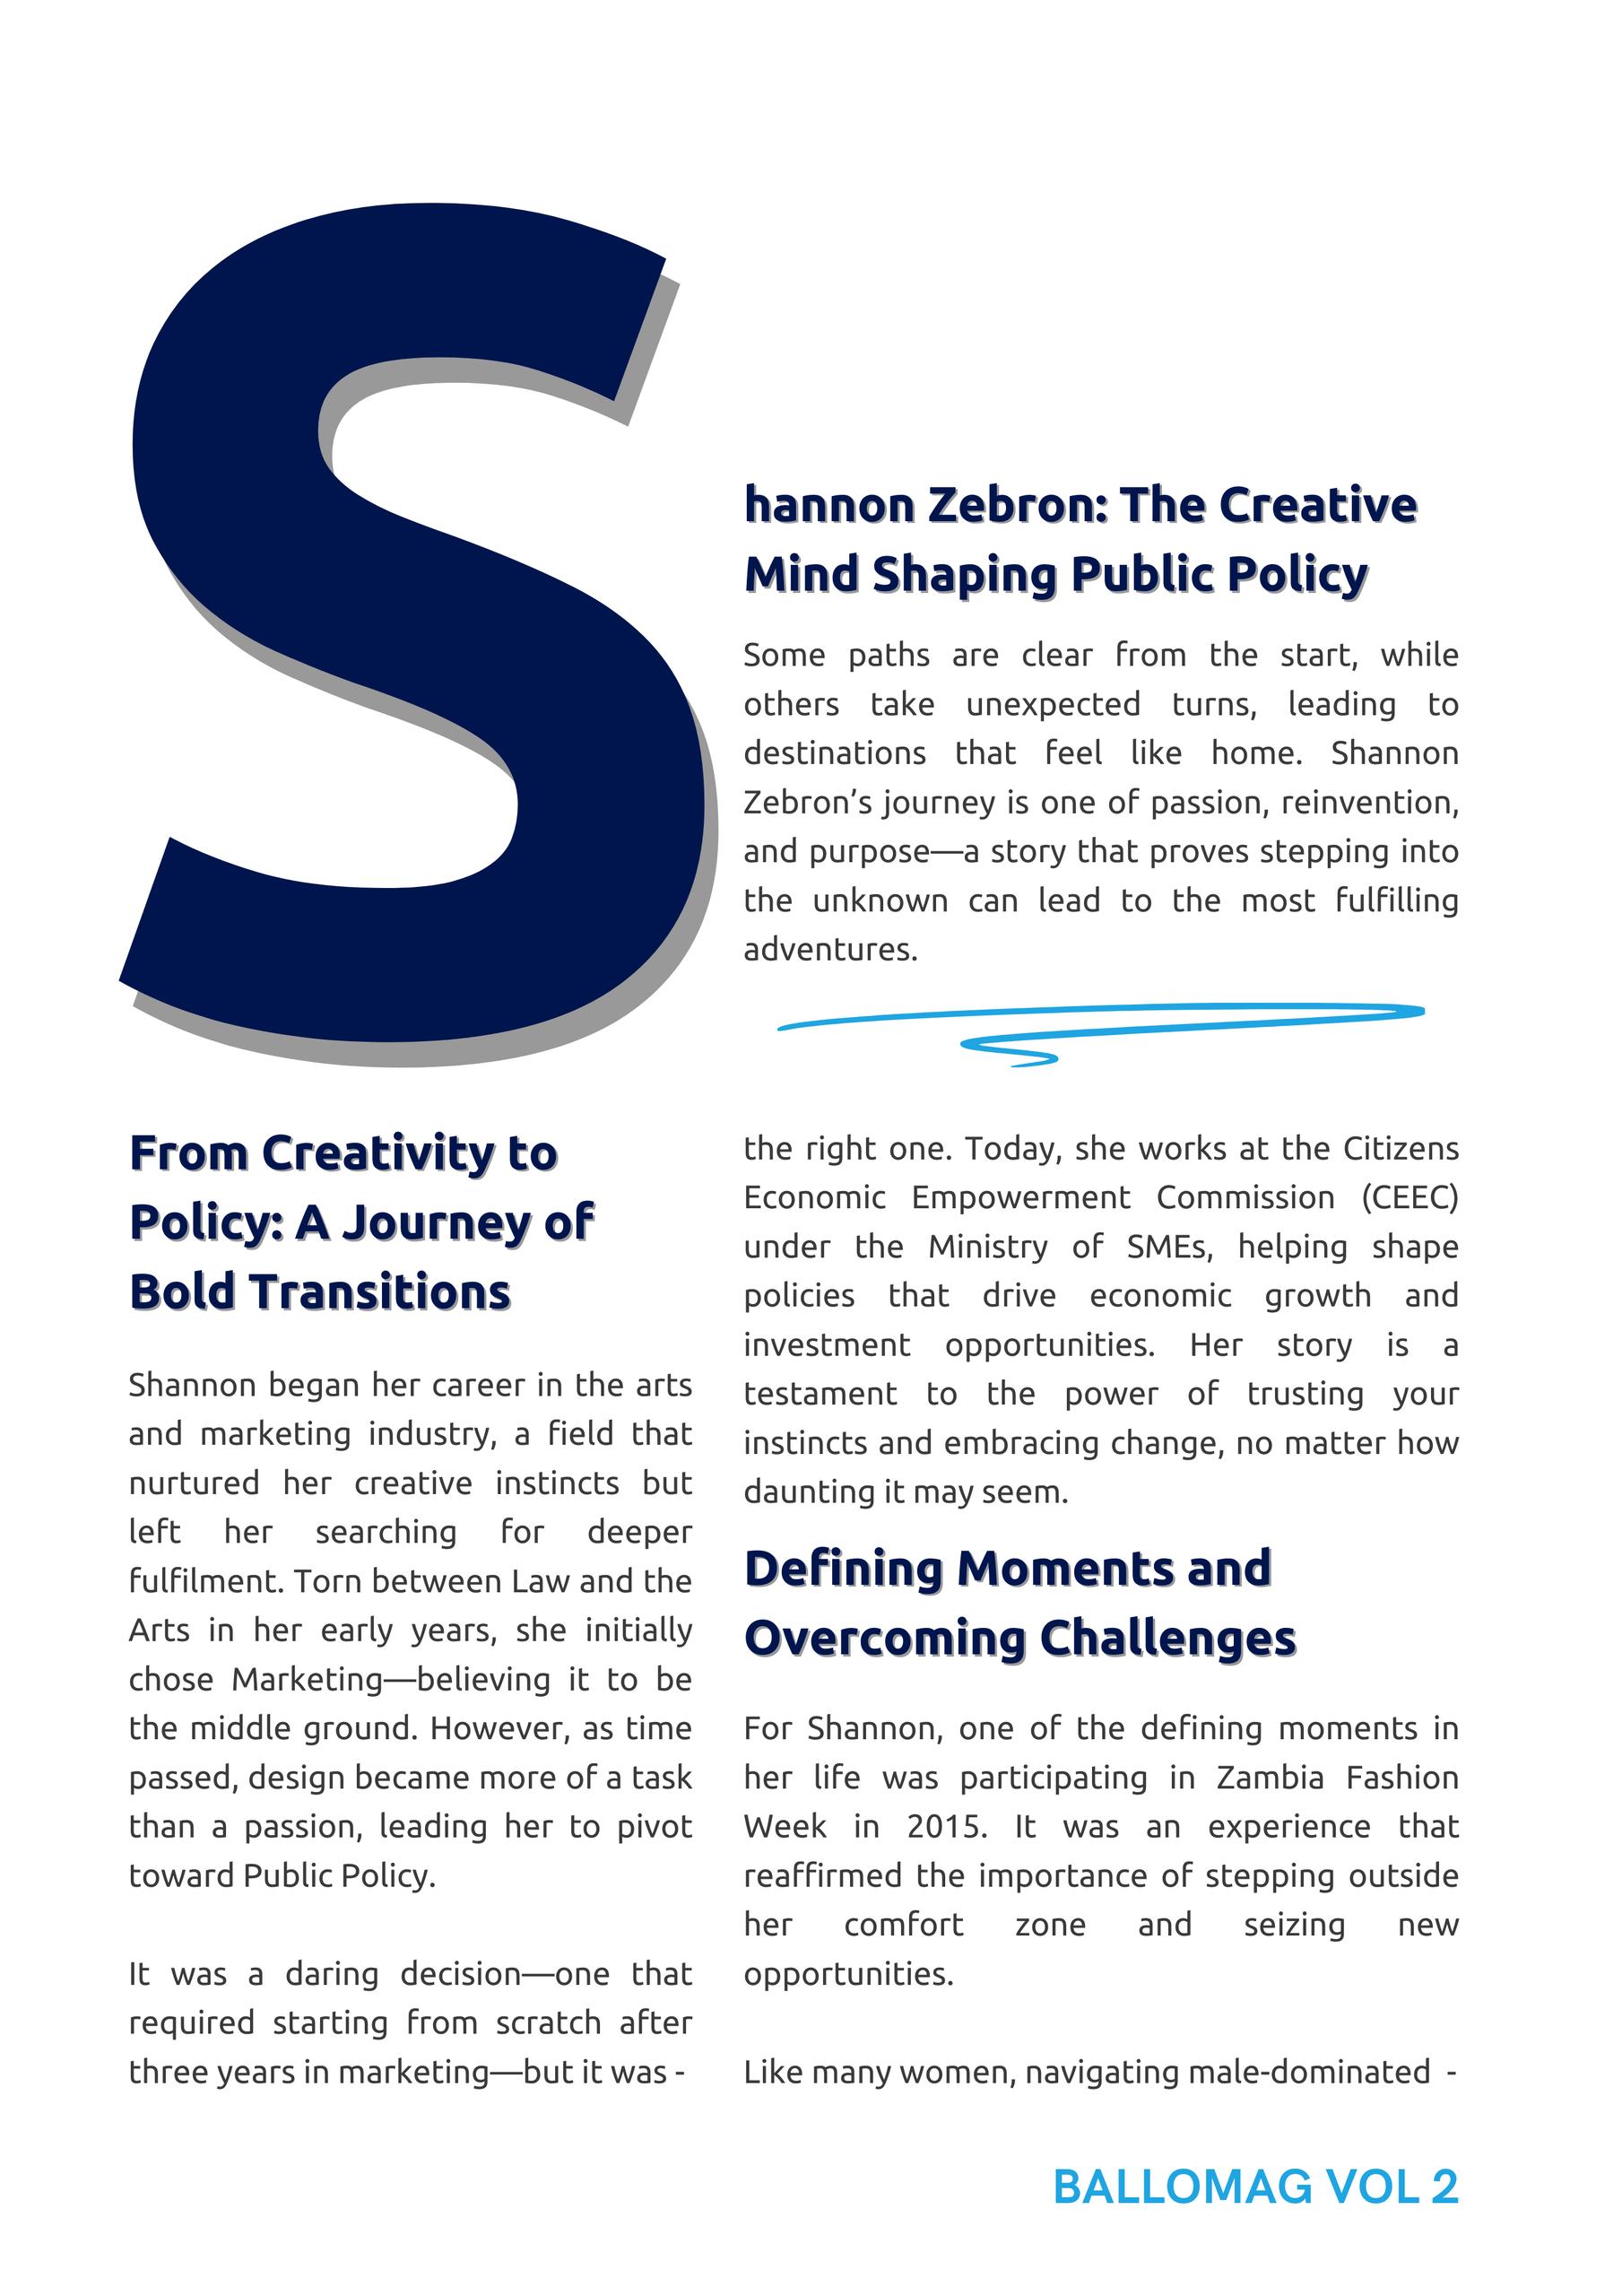 S
hannon Zebron: The Creative
Mind Shaping Public Policy
Some paths are clear from the start, while
others take unexpected turns, leading to
destinations that feel like home. Shannon
Zebron’s journey is one of passion, reinvention,
and purpose—a story that proves stepping into
the unknown can lead to the most fulfilling
adventures.
From Creativity to
Policy: A Journey of
Bold Transitions
Shannon began her career in the arts
and marketing industry, a field that
nurtured her creative instincts but
left her searching for deeper
fulfilment. Torn between Law and the
Arts in her early years, she initially
chose Marketing—believing it to be
the middle ground. However, as time
passed, design became more of a task
than a passion, leading her to pivot
toward Public Policy.
It was a daring decision—one that
required starting from scratch after
three years in marketing—but it was -
the right one. Today, she works at the Citizens
Economic Empowerment Commission (CEEC)
under the Ministry of SMEs, helping shape
policies that drive economic growth and
investment opportunities. Her story is a
testament to the power of trusting your
instincts and embracing change, no matter how
daunting it may seem.
Defining Moments and
Overcoming Challenges
For Shannon, one of the defining moments in
her life was participating in Zambia Fashion
Week in 2015. It was an experience that
reaffirmed the importance of stepping outside
her comfort zone and seizing new
opportunities.
Like many women, navigating male-dominated -
BALLOMAG VOL 2